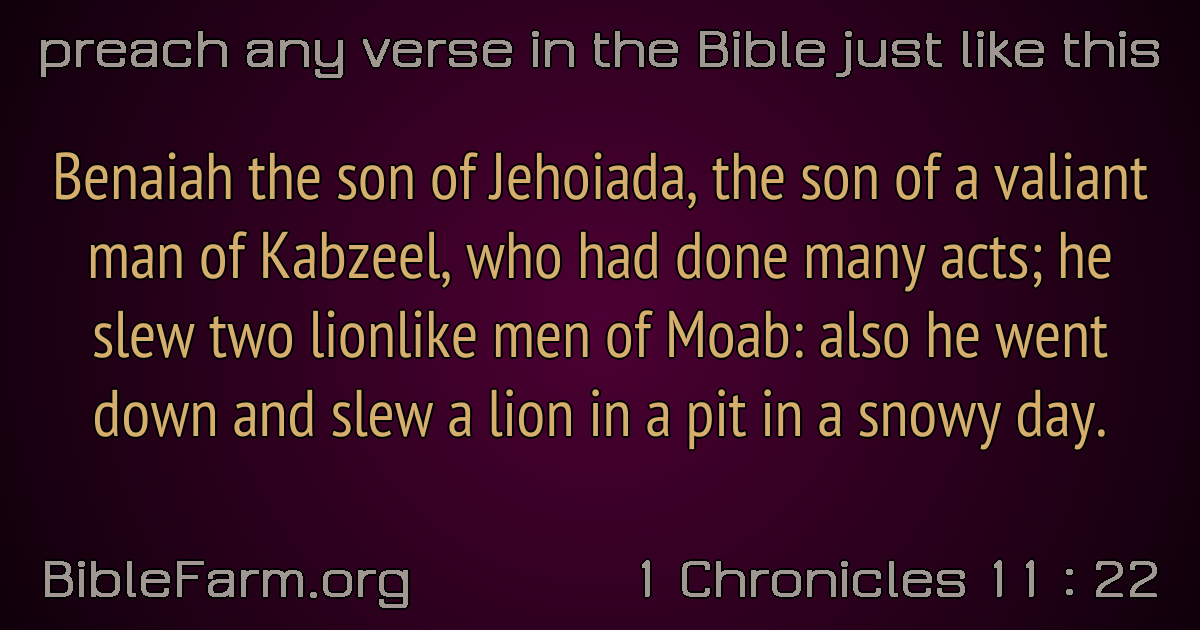 preach any verse in the Bible just like this
Benaiah the son of Jehoiada, the son of a valiant
man of Kabzeel, who had done many acts; he
slew two lionlike men of Moab: also he went
down and slew a lion in a pit in a snowy day.
BibleFarm.org 1 Chronicles 11 : 22